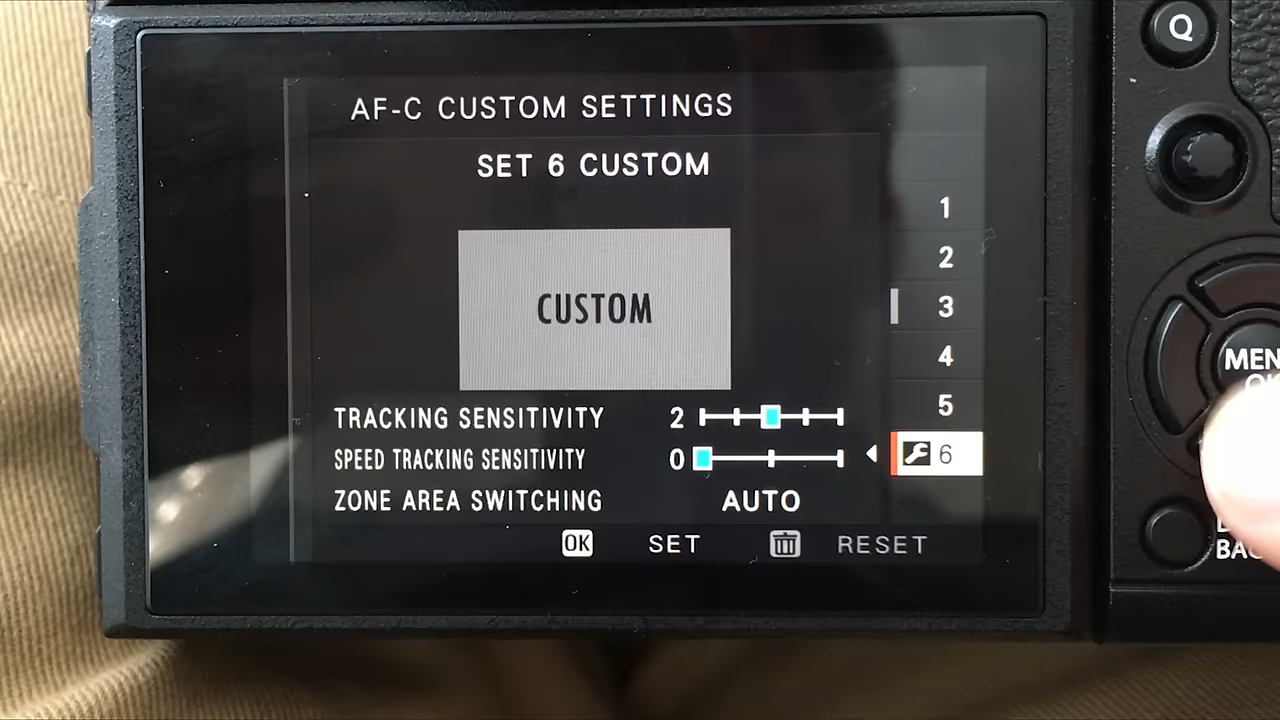 Q
AF-C CUSTOM SETTINGS
SET 6 CUSTOM
1
2
3
4
5
6
CUSTOM
TRACKING SENSITIVITY 2
SPEED TRACKING SENSITIVITY 0
ZONE AREA SWITCHING AUTO
OK SET RESET